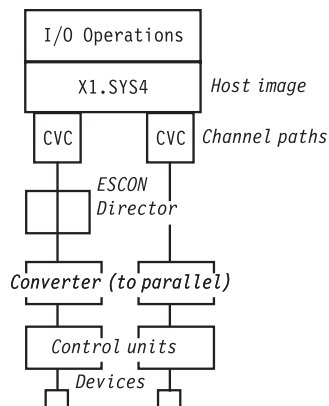 I/O Operations
X1.SYS4
Host image
CVC
CVC
Channel paths
ESCON
Director
Converter (to parallel)
Control units
Devices